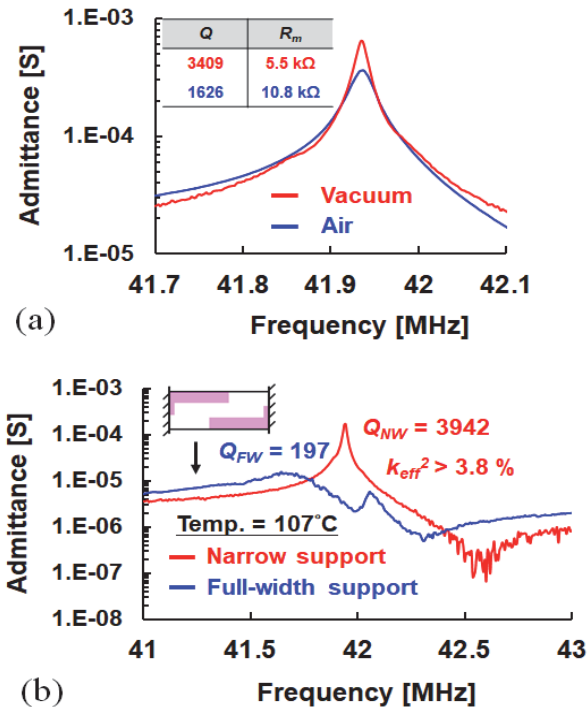 Q R_m
3409 5.5 kΩ
1626 10.8 kΩ
1.E-03
1.E-04
1.E-05
Admittance [S]
Vacuum
Air
41.7 41.8 41.9 42 42.1
Frequency [MHz]
(a)
1.E-03
1.E-04
1.E-05
1.E-06
1.E-07
1.E-08
Admittance [S]
Q_FW = 197
Q_NW = 3942
k_eff² > 3.8 %
Temp. = 107°C
Narrow support
Full-width support
41 41.5 42 42.5 43
Frequency [MHz]
(b)